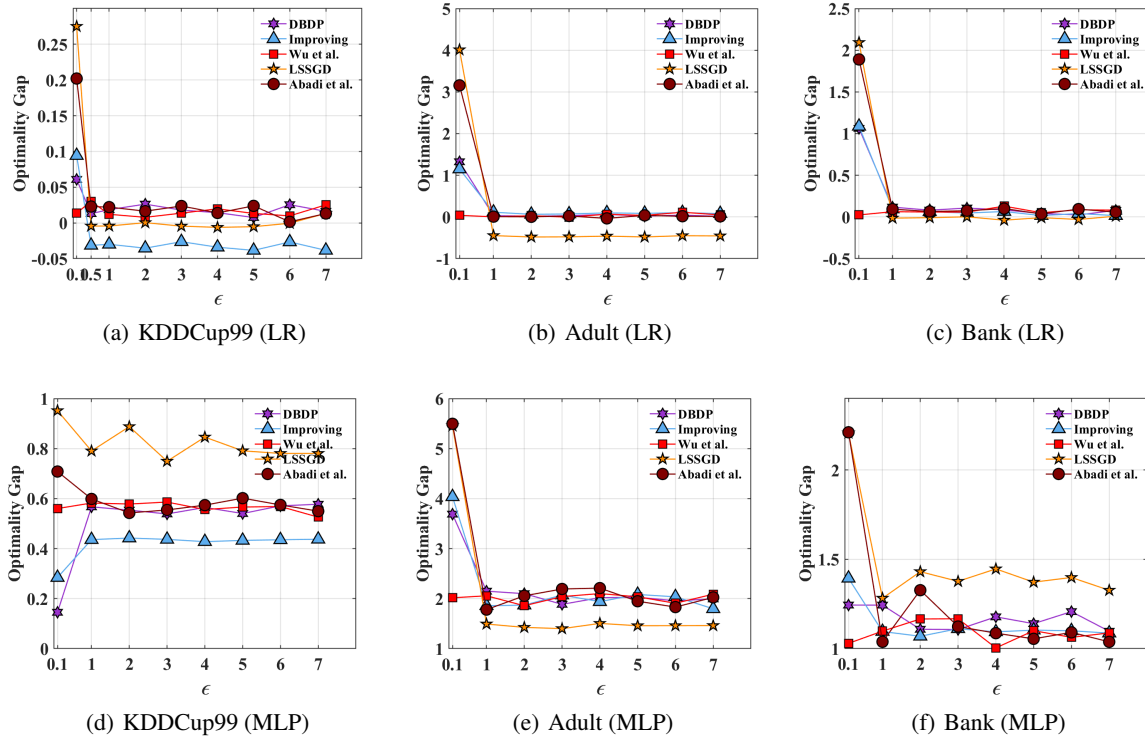 Optimality Gap
0.25
0.2
0.15
0.1
0.05
0
-0.05
DBDP
Improving
Wu et al.
LSSGD
Abadi et al.
0.1 0.5 1 2 3 4 5 6 7
ϵ
(a) KDDCup99 (LR)
Optimality Gap
5
4
3
2
1
0
-1
DBDP
Improving
Wu et al.
LSSGD
Abadi et al.
0.1 1 2 3 4 5 6 7
ϵ
(b) Adult (LR)
Optimality Gap
2.5
2
1.5
1
0.5
0
-0.5
DBDP
Improving
Wu et al.
LSSGD
Abadi et al.
0.1 1 2 3 4 5 6 7
ϵ
(c) Bank (LR)
Optimality Gap
1
0.8
0.6
0.4
0.2
0
DBDP
Improving
Wu et al.
LSSGD
Abadi et al.
0.1 1 2 3 4 5 6 7
ϵ
(d) KDDCup99 (MLP)
Optimality Gap
6
5
4
3
2
1
DBDP
Improving
Wu et al.
LSSGD
Abadi et al.
0.1 1 2 3 4 5 6 7
ϵ
(e) Adult (MLP)
Optimality Gap
2
1.5
1
DBDP
Improving
Wu et al.
LSSGD
Abadi et al.
0.1 1 2 3 4 5 6 7
ϵ
(f) Bank (MLP)